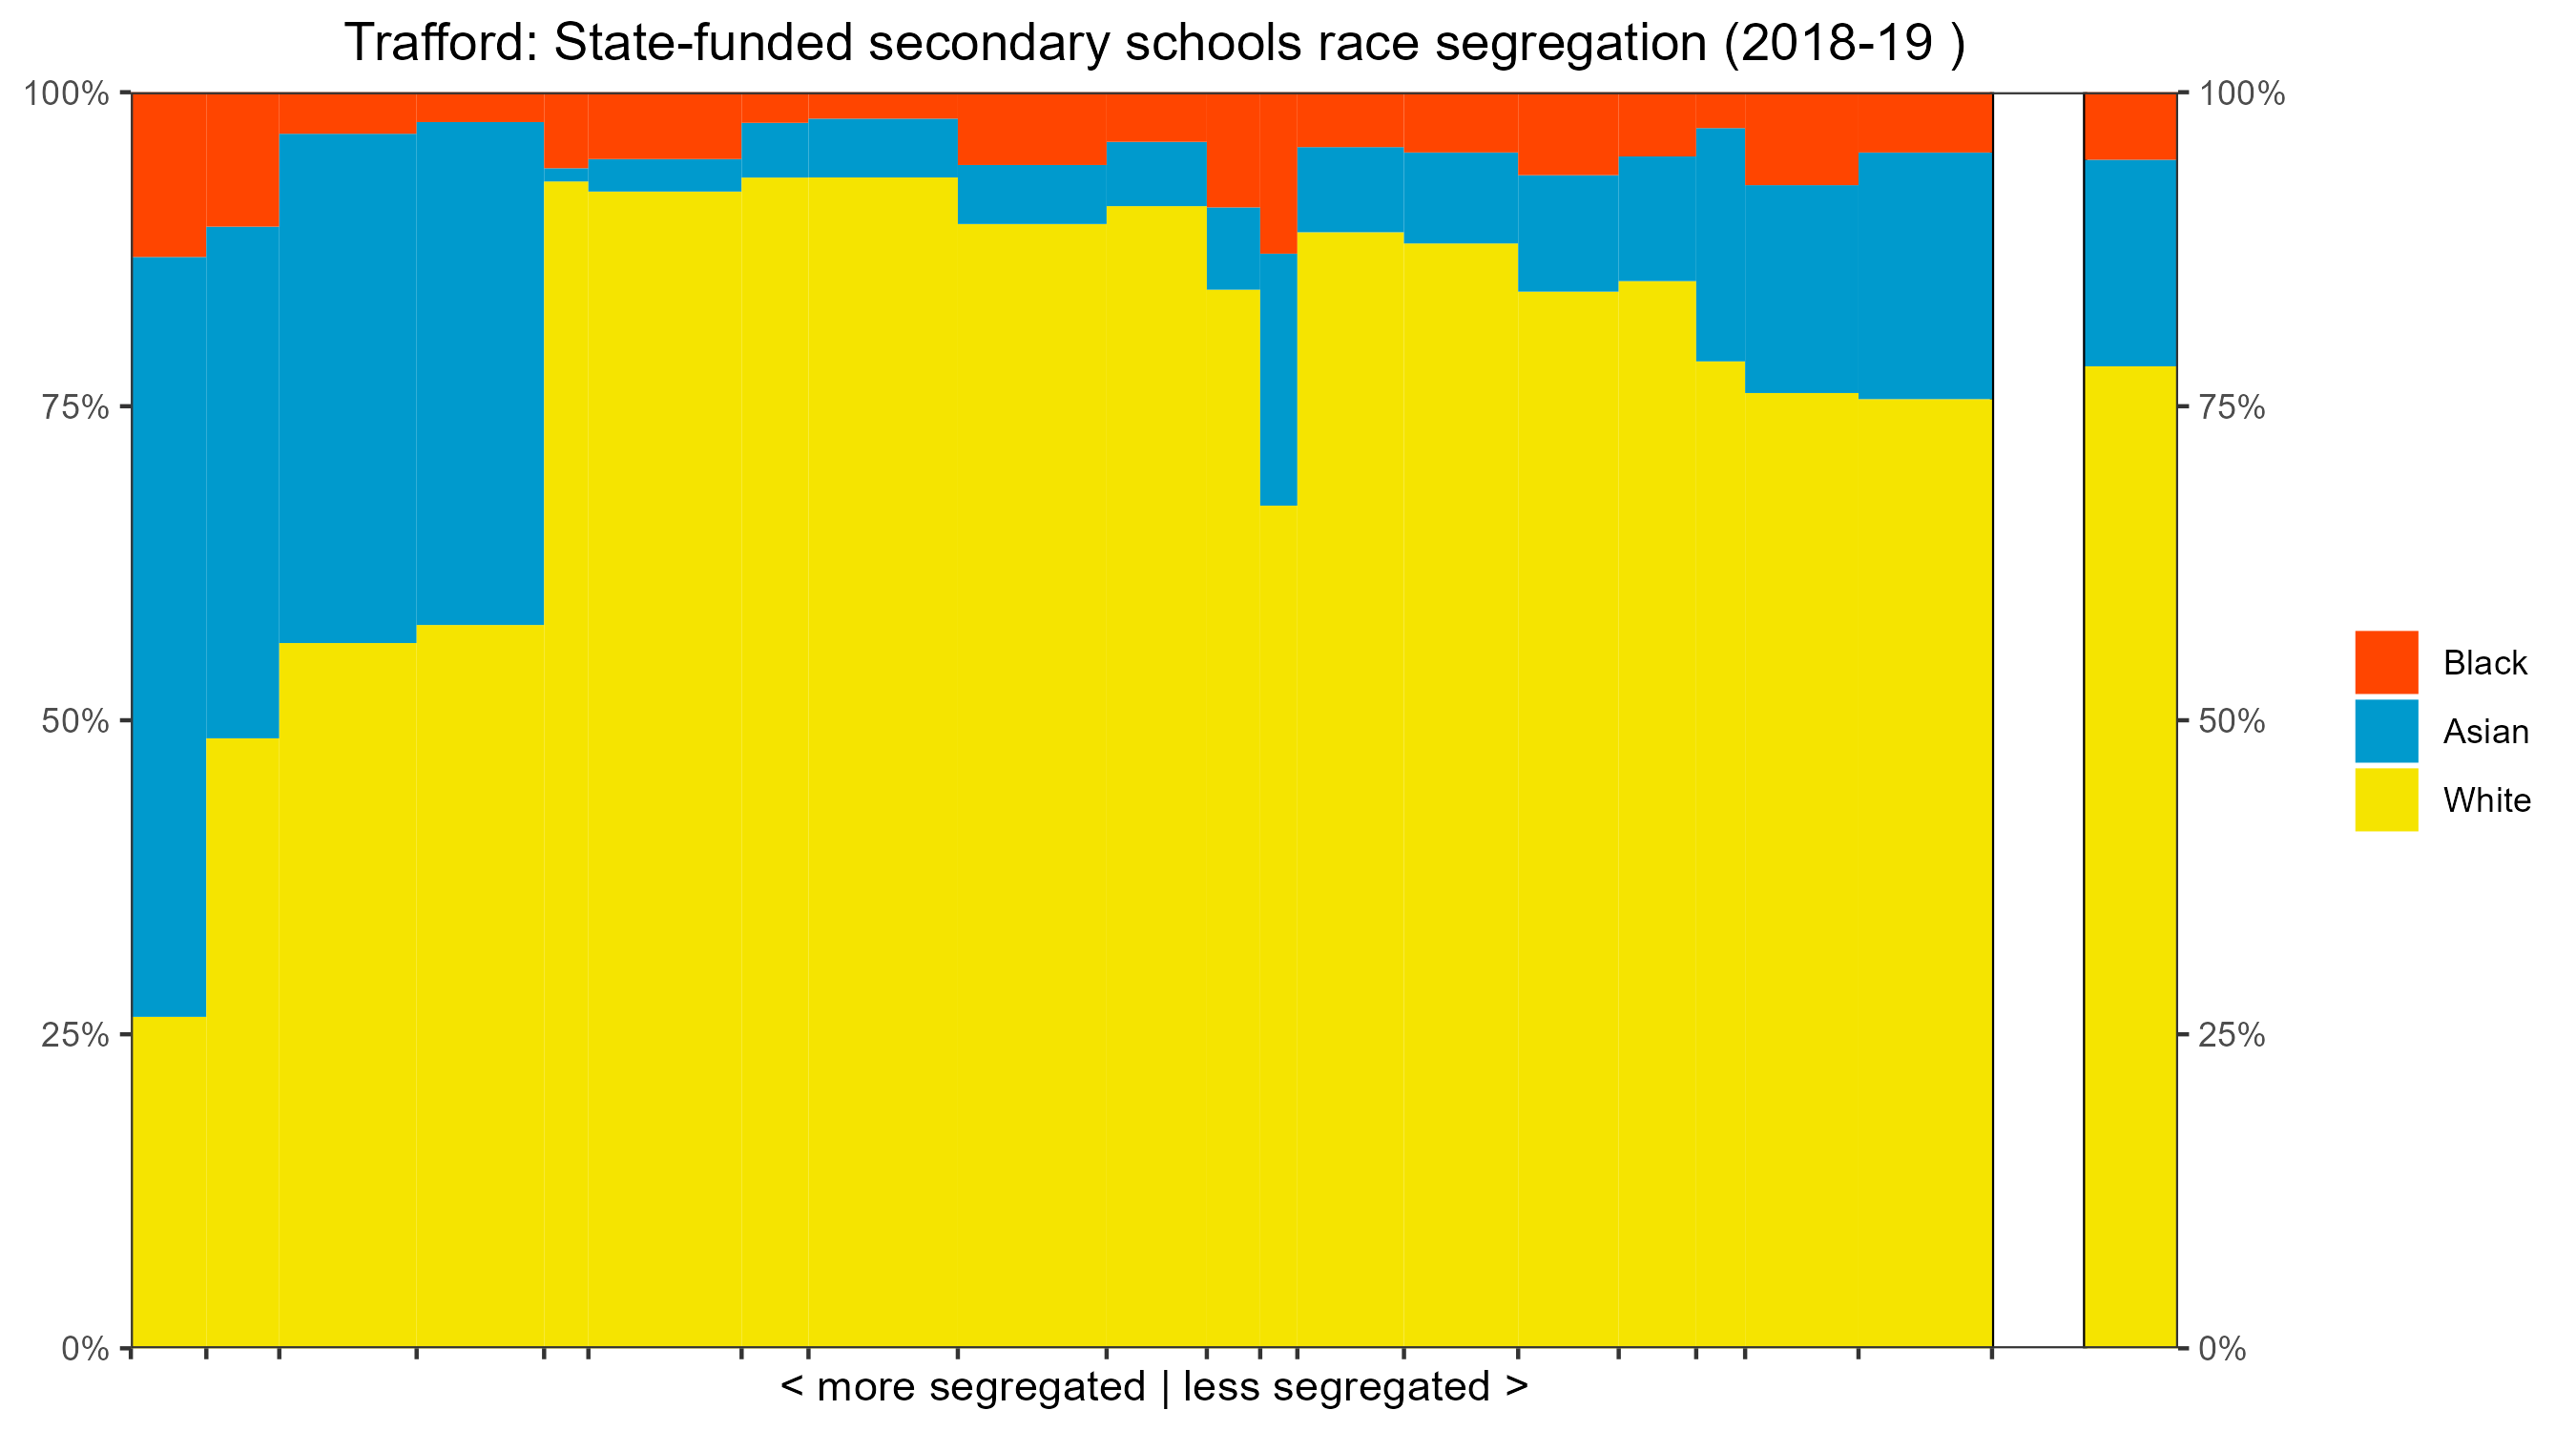 Trafford: State-funded secondary schools race segregation (2018-19 )
100%
75%
50%
25%
0%
100%
75%
50%
25%
0%
Black
Asian
White
< more segregated | less segregated >